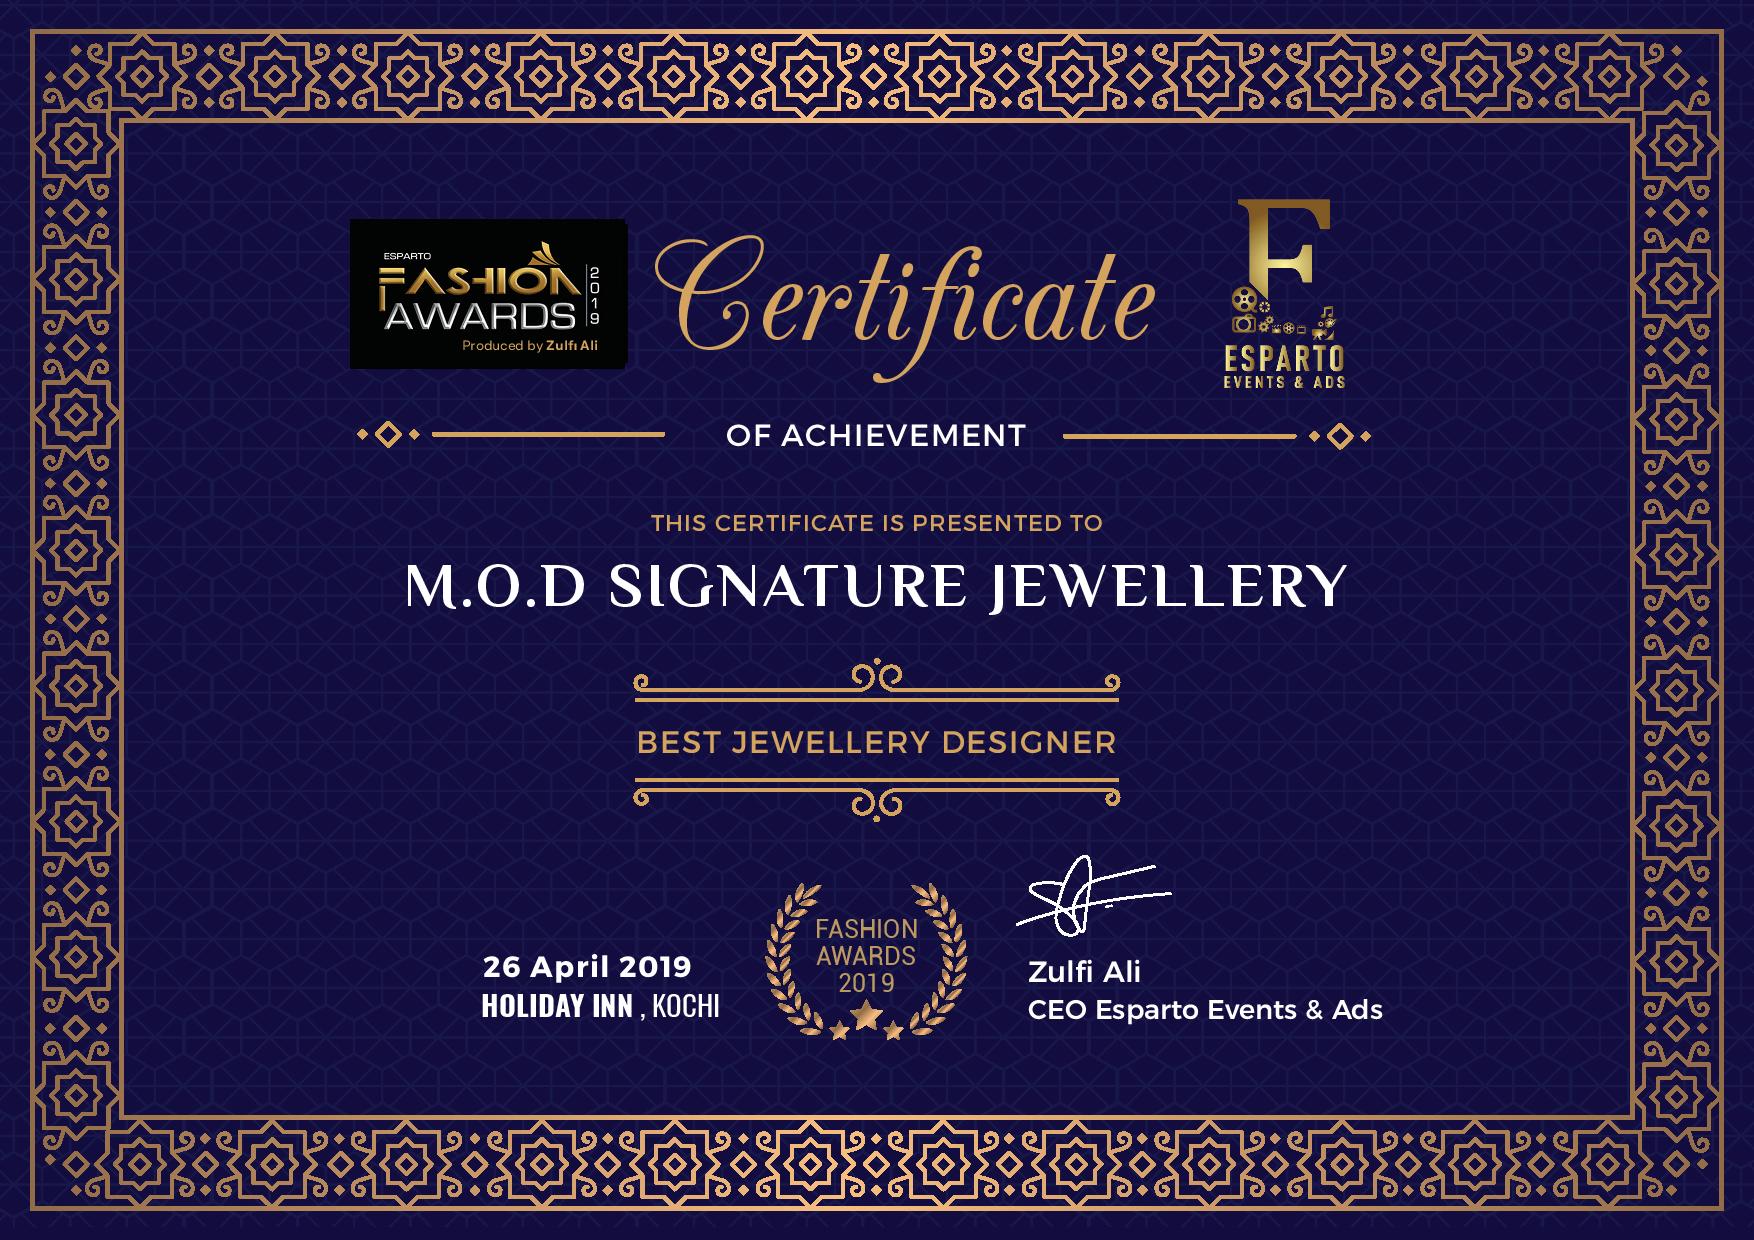 ESPARTO
FASHION
AWARDS
2019
Produced by Zulfi Ali
Certificate
ESPARTO
EVENTS & ADS
OF ACHIEVEMENT
THIS CERTIFICATE IS PRESENTED TO
M.O.D SIGNATURE JEWELLERY
BEST JEWELLERY DESIGNER
26 April 2019
HOLIDAY INN , KOCHI
FASHION
AWARDS
2019
Zulfi Ali
CEO Esparto Events & Ads